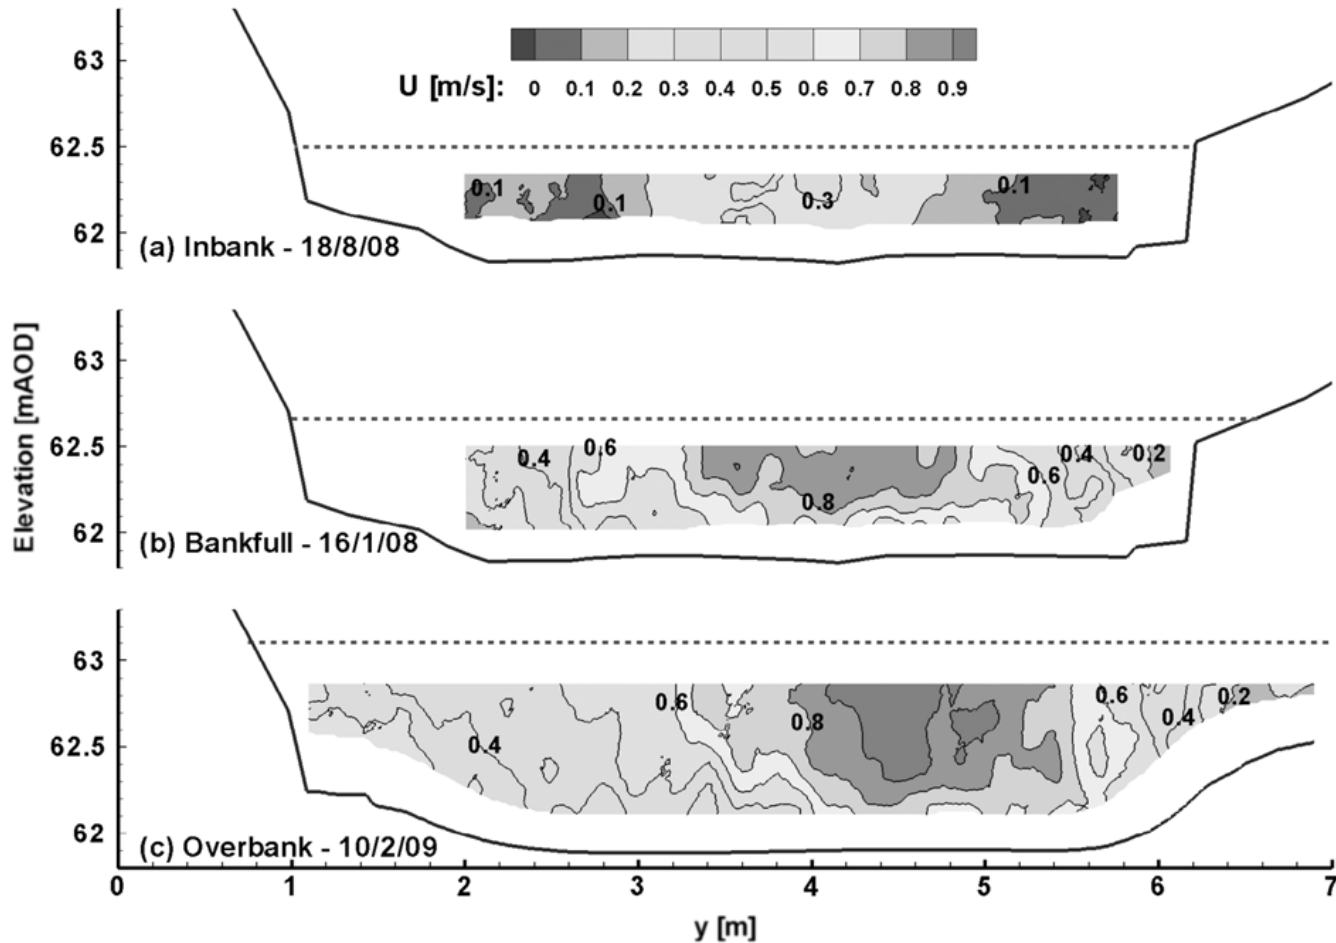 63
62.5
62
U [m/s]: 0 0.1 0.2 0.3 0.4 0.5 0.6 0.7 0.8 0.9
0.1 0.1 0.3 0.1
(a) Inbank - 18/8/08
Elevation [mAOD]
63
62.5
62
0.4 0.6 0.8 0.6 0.4 0.2
(b) Bankfull - 16/1/08
63
62.5
62
0.4 0.6 0.8 0.6 0.4 0.2
(c) Overbank - 10/2/09
0 1 2 3 4 5 6 7
y [m]